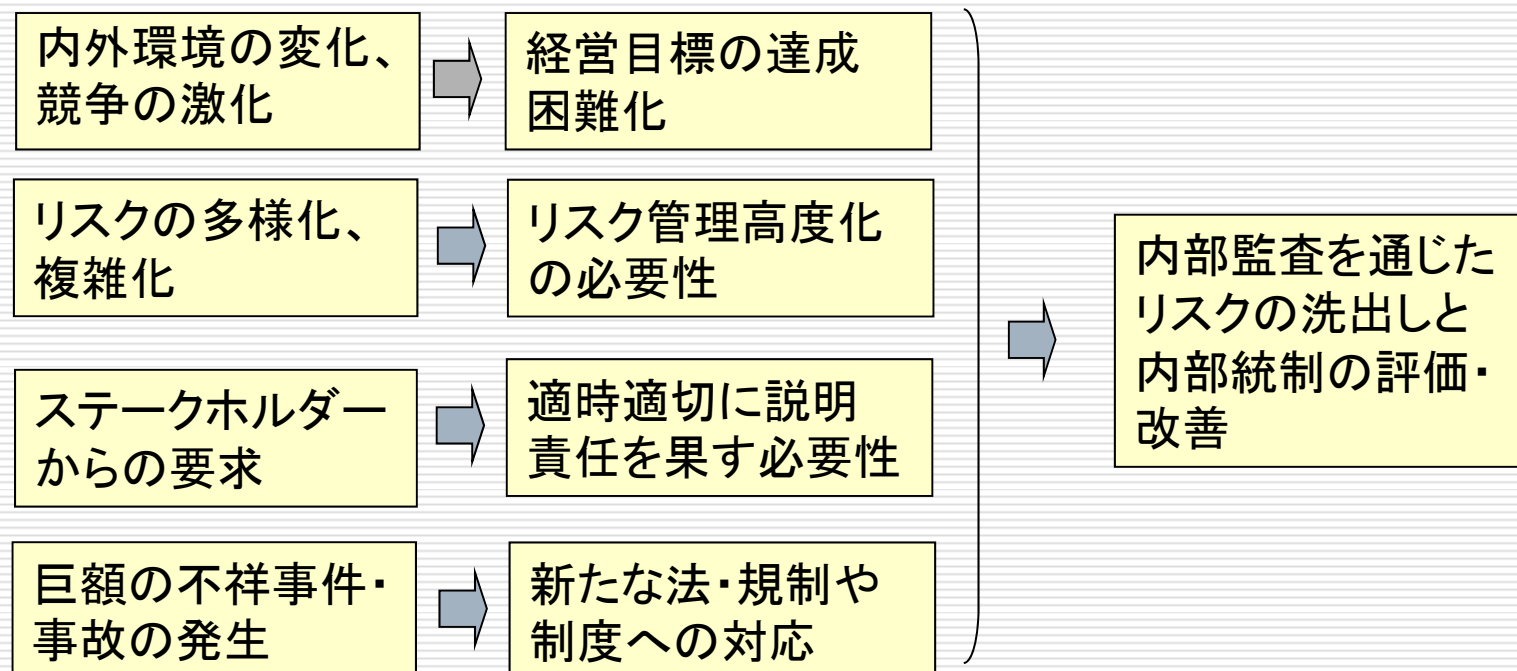 内外環境の変化、
競争の激化
経営目標の達成
困難化
リスクの多様化、
複雑化
リスク管理高度化
の必要性
ステークホルダー
からの要求
適時適切に説明
責任を果す必要性
巨額の不祥事件・
事故の発生
新たな法・規制や
制度への対応
内部監査を通じた
リスクの洗出しと
内部統制の評価・
改善